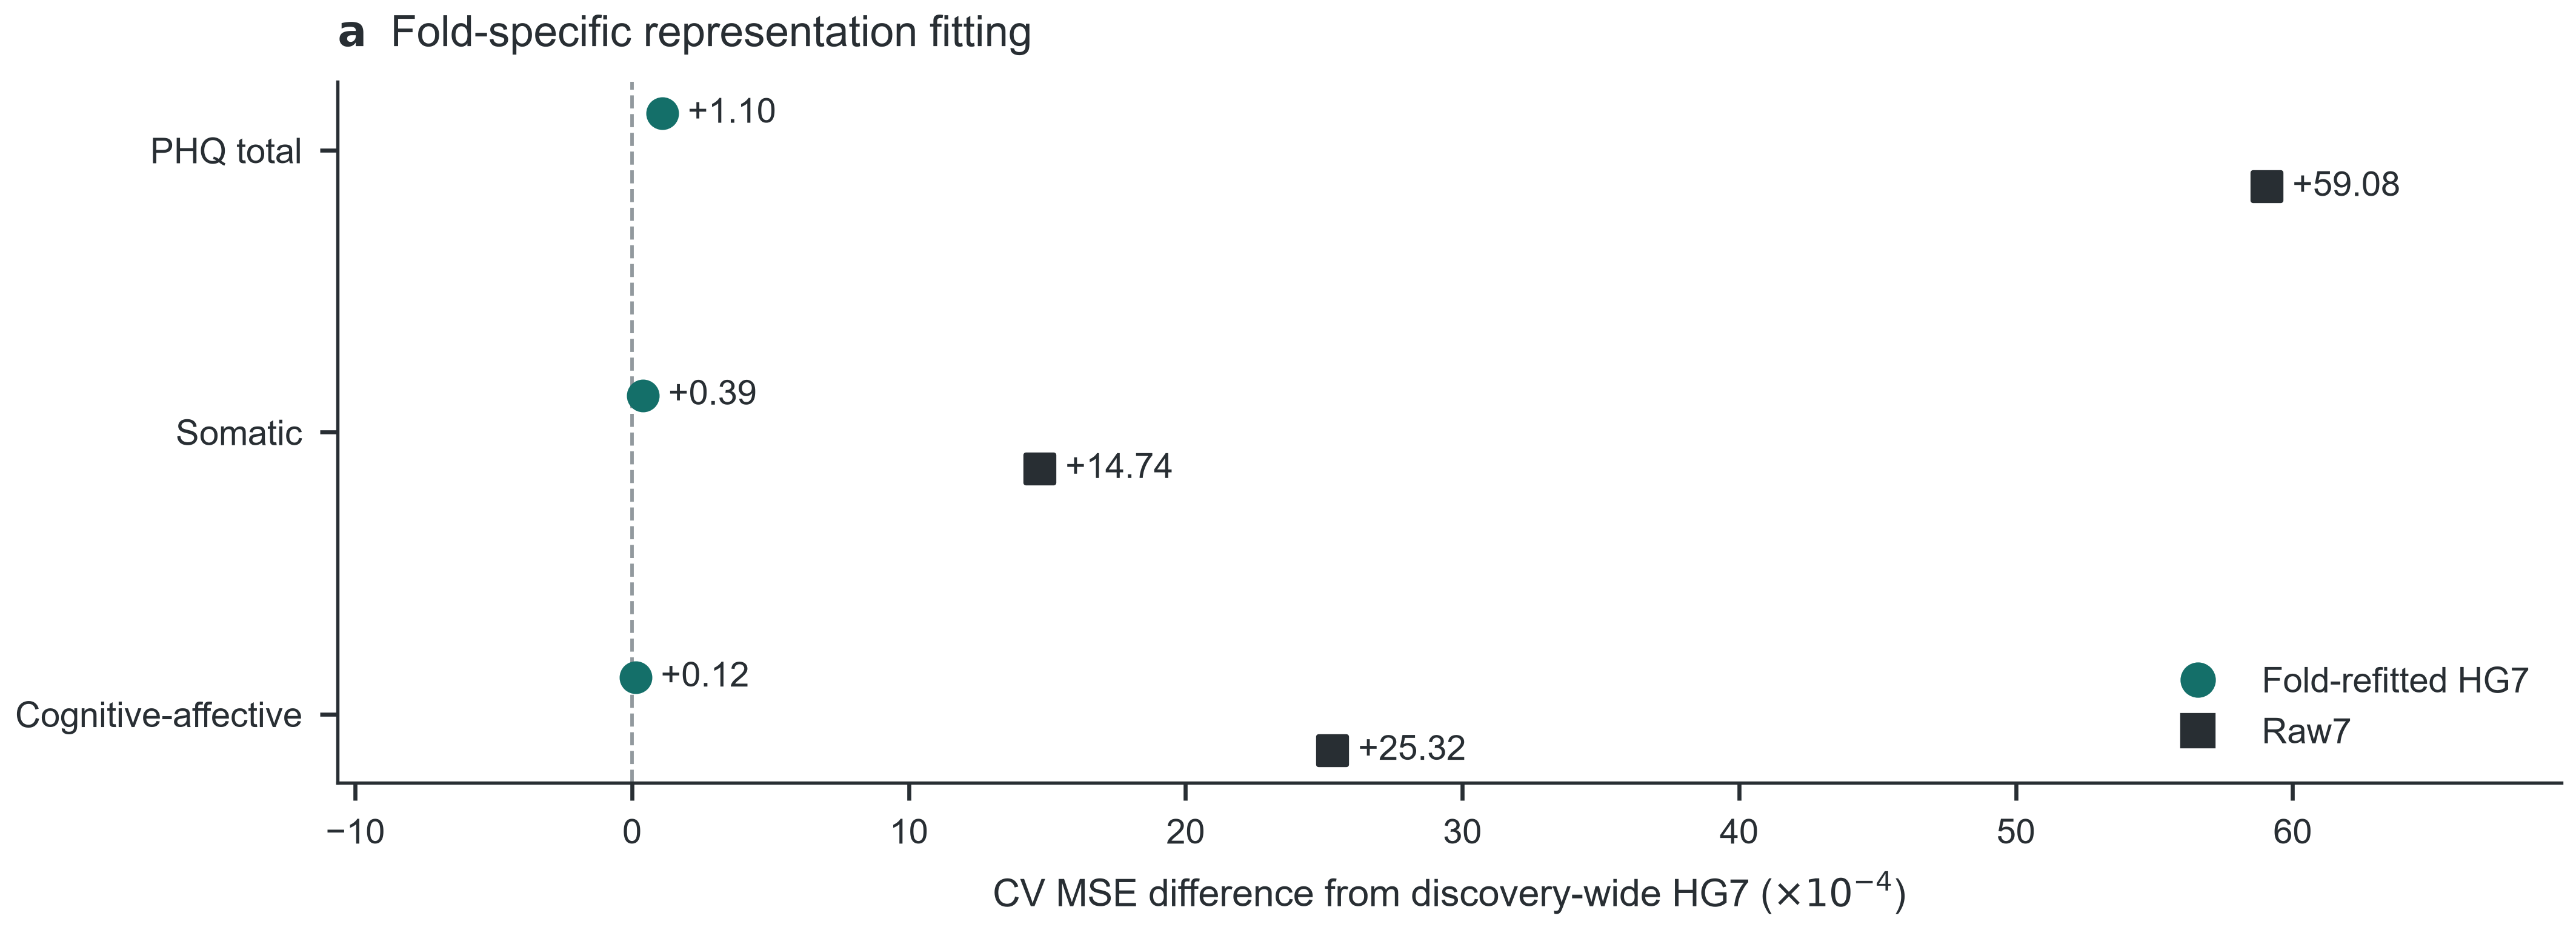 a Fold-specific representation fitting
+1.10
PHQ total
+59.08
+0.39
Somatic
+14.74
+0.12
Cognitive-affective
+25.32
Fold-refitted HG7
Raw7
−10 0 10 20 30 40 50 60
CV MSE difference from discovery-wide HG7 (×10⁻⁴)